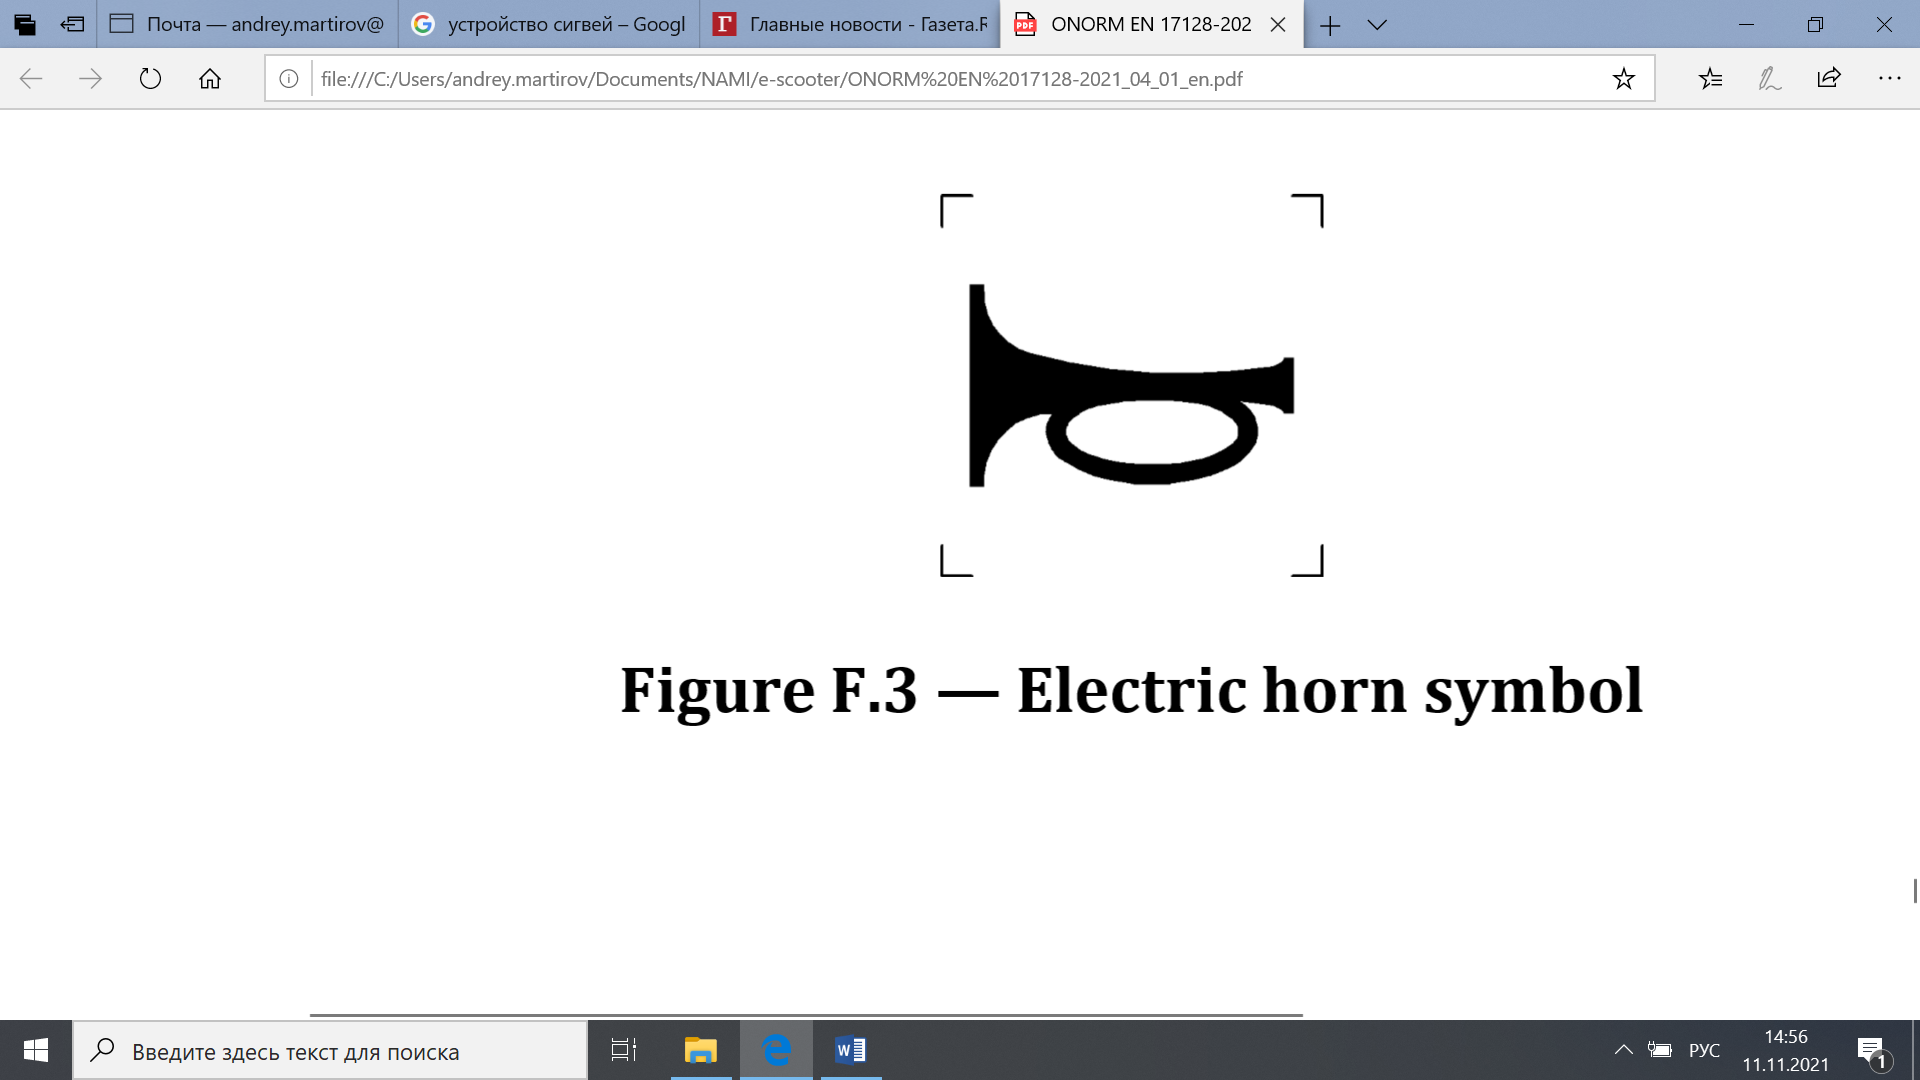 Почта — andrey.martirov@
устройство сигвей – Googl
Главные новости - Газета.R
ONORM EN 17128-202
file:///C:/Users/andrey.martirov/Documents/NAMI/e-scooter/ONORM%20EN%2017128-2021_04_01_en.pdf
Figure F.3 — Electric horn symbol
Введите здесь текст для поиска
РУС
14:56
11.11.2021
1